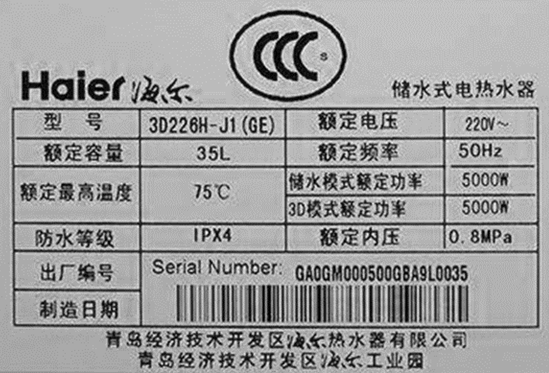 CCC S
Haier 海尔 储水式电热水器
型号 3D226H-J1(GE) 额定电压 220V～
额定容量 35L 额定频率 50Hz
额定最高温度 75℃ 储水模式额定功率 5000W
3D模式额定功率 5000W
防水等级 IPX4 额定内压 0.8MPa
出厂编号 Serial Number: GA0GM000500GBA9L0035
制造日期
青岛经济技术开发区海尔热水器有限公司
青岛经济技术开发区海尔工业园